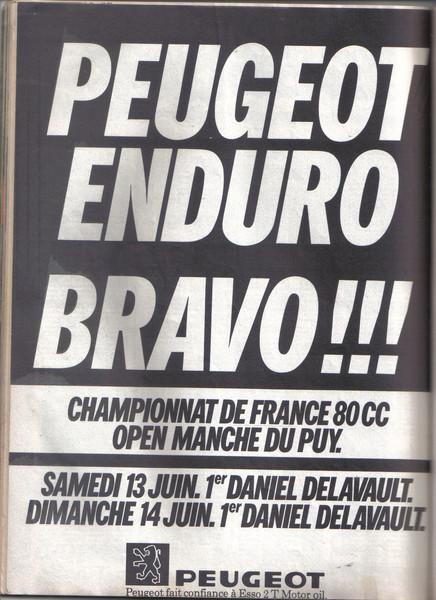 PEUGEOT
ENDURO
BRAVO!!!
CHAMPIONNAT DE FRANCE 80 CC
OPEN MANCHE DU PUY.
SAMEDI 13 JUIN. 1er DANIEL DELAVAULT.
DIMANCHE 14 JUIN. 1er DANIEL DELAVAULT.
PEUGEOT
Peugeot fait confiance à Esso 2 T Motor oil.